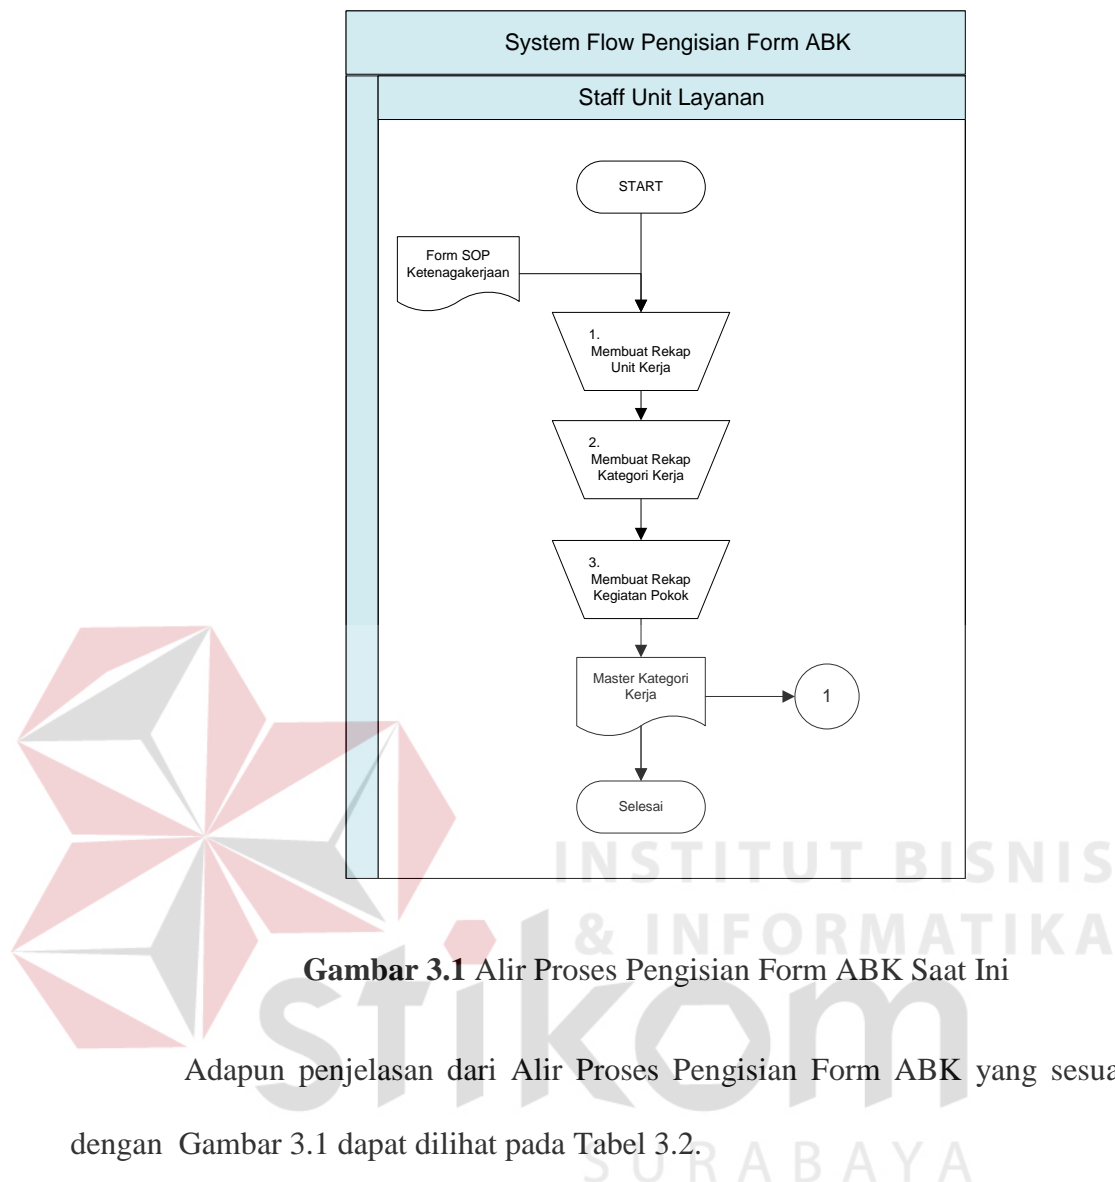 System Flow Pengisian Form ABK
Staff Unit Layanan
START
Form SOP
Ketenagakerjaan
1.
Membuat Rekap
Unit Kerja
2.
Membuat Rekap
Kategori Kerja
3.
Membuat Rekap
Kegiatan Pokok
Master Kategori
Kerja
1
Selesai
INSTITUT BISNIS
& INFORMATIKA
stikom
SURABAYA
Gambar 3.1 Alir Proses Pengisian Form ABK Saat Ini
Adapun penjelasan dari Alir Proses Pengisian Form ABK yang sesua
dengan Gambar 3.1 dapat dilihat pada Tabel 3.2.